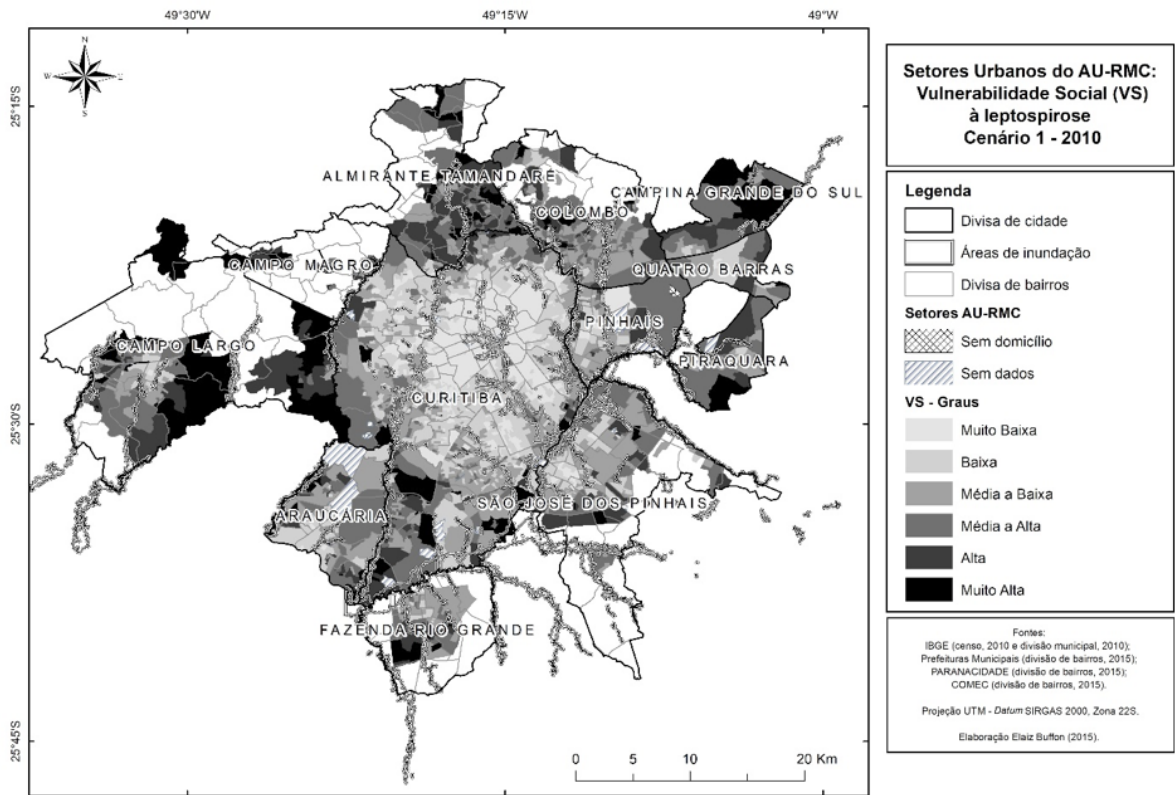 49°30'W
49°15'W
49°W
N
W
E
S
25°15'S
25°30'S
25°45'S
ALMIRANTE TAMANDARÉ
CAMPINA GRANDE DO SUL
COLOMBO
CAMPO MAGRO
QUATRO BARRAS
PINHAIS
CAMPO LARGO
PIRAQUARA
CURITIBA
SÃO JOSÉ DOS PINHAIS
ARAUCÁRIA
FAZENDA RIO GRANDE
0 5 10 20 Km
Setores Urbanos do AU-RMC:
Vulnerabilidade Social (VS)
à leptospirose
Cenário 1 - 2010
Legenda
Divisa de cidade
Áreas de inundação
Divisa de bairros
Setores AU-RMC
Sem domicílio
Sem dados
VS - Graus
Muito Baixa
Baixa
Média a Baixa
Média a Alta
Alta
Muito Alta
Fontes:
IBGE (censo, 2010 e divisão municipal, 2010);
Prefeituras Municipais (divisão de bairros, 2015);
PARANACIDADE (divisão de bairros, 2015);
COMEC (divisão de bairros, 2015).
Projeção UTM - Datum SIRGAS 2000, Zona 22S.
Elaboração Elaiz Buffon (2015).